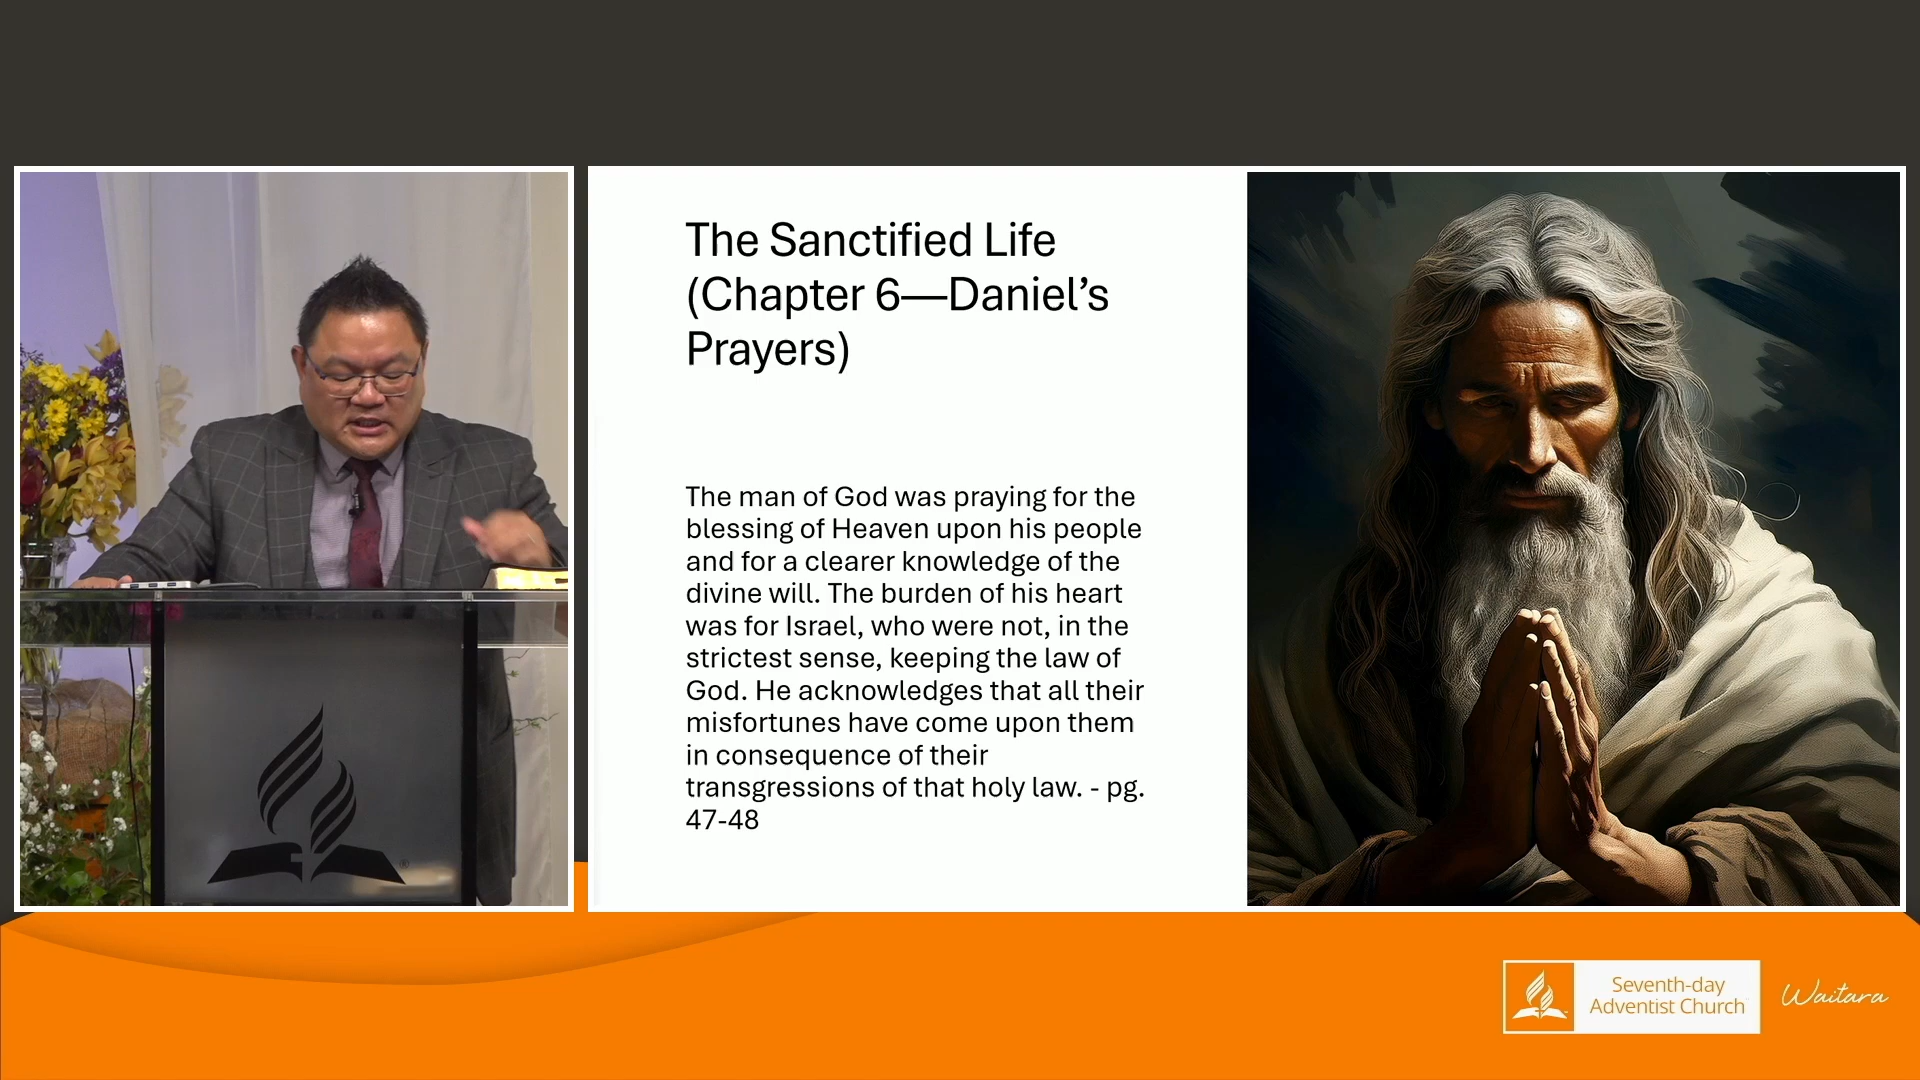 The Sanctified Life
(Chapter 6—Daniel’s
Prayers)
The man of God was praying for the
blessing of Heaven upon his people
and for a clearer knowledge of the
divine will. The burden of his heart
was for Israel, who were not, in the
strictest sense, keeping the law of
God. He acknowledges that all their
misfortunes have come upon them
in consequence of their
transgressions of that holy law. - pg.
47-48
Seventh-day
Adventist Church
Waitara